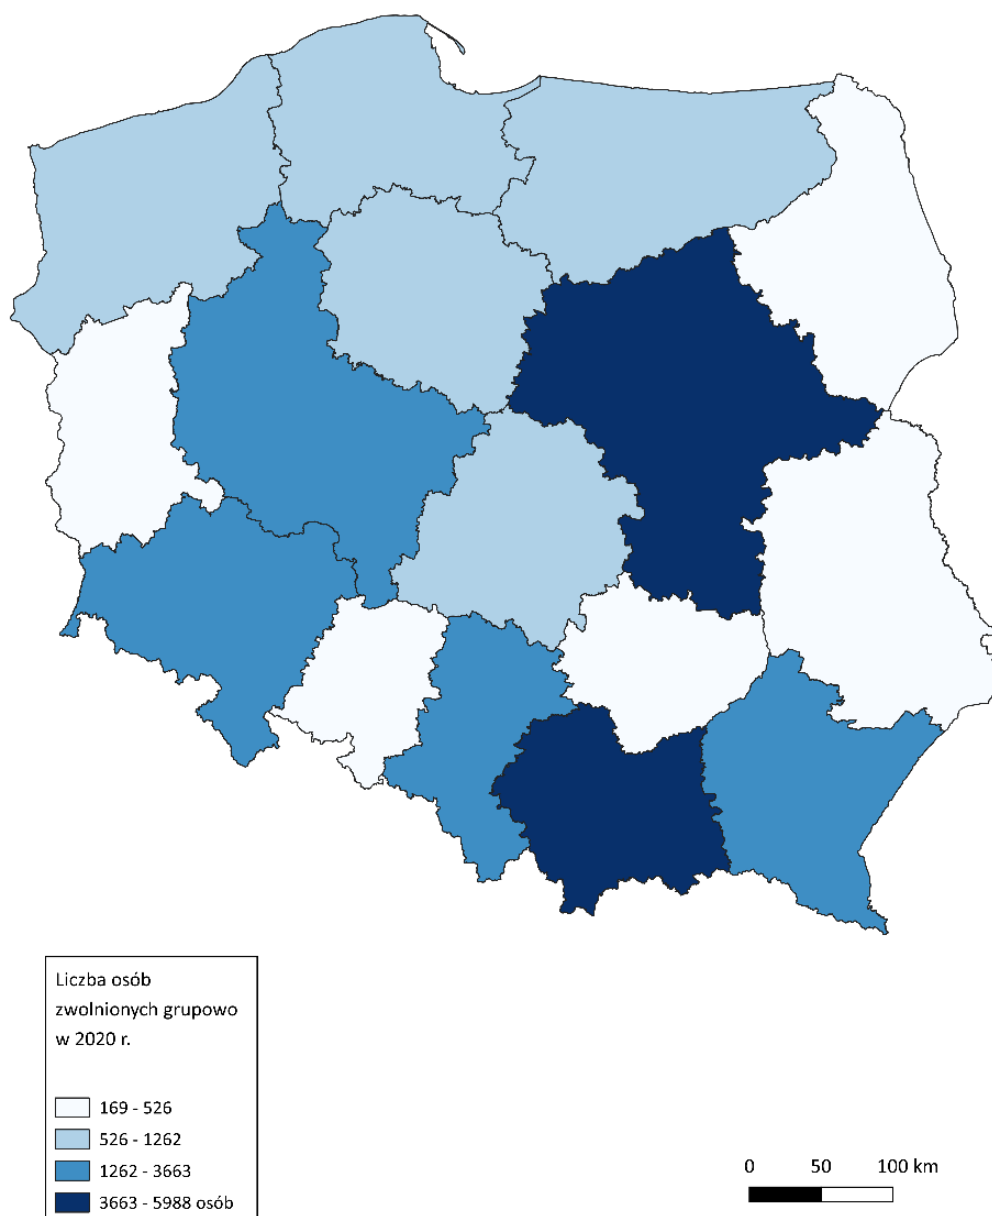 Liczba osób
zwolnionych grupowo
w 2020 r.
169 - 526
526 - 1262
1262 - 3663
3663 - 5988 osób
0 50 100 km